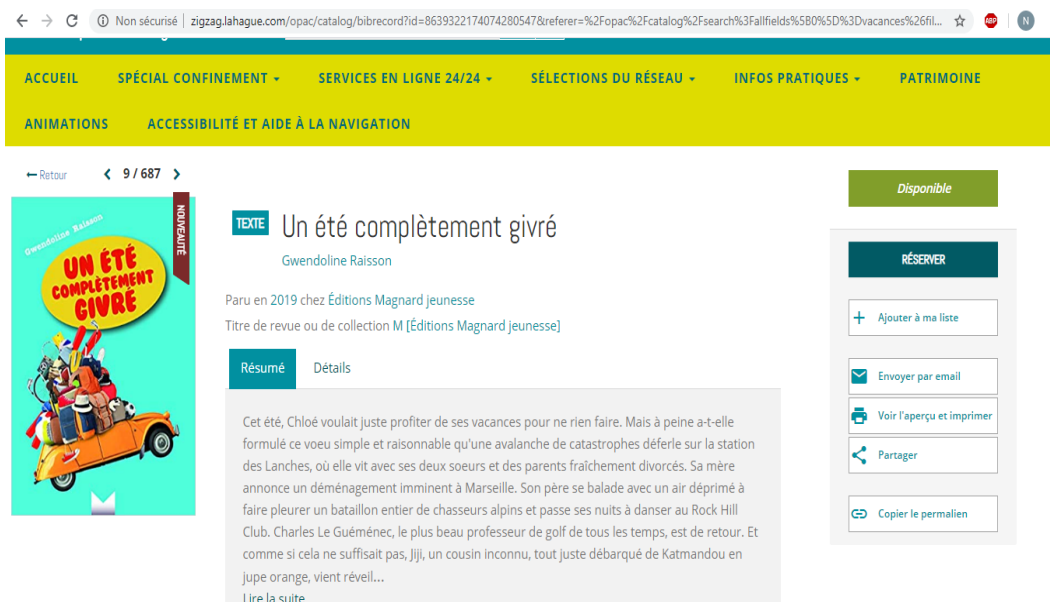 Non sécurisé | zigzag.lahague.com/opac/catalog/bibrecord?id=8639322174074280547&referer=%2Fopac%2Fcatalog%2Fsearch%3Fallfields%5B0%5D%3Dvacances%26fil...
ABP
N
ACCUEIL SPÉCIAL CONFINEMENT SERVICES EN LIGNE 24/24 SÉLECTIONS DU RÉSEAU INFOS PRATIQUES PATRIMOINE
ANIMATIONS ACCESSIBILITÉ ET AIDE À LA NAVIGATION
Retour 9 / 687
NOUVEAUTÉ
Gwendoline Raisson
UN ÉTÉ
COMPLÈTEMENT
GIVRÉ
TEXTE Un été complètement givré
Gwendoline Raisson
Paru en 2019 chez Éditions Magnard jeunesse
Titre de revue ou de collection M [Éditions Magnard jeunesse]
Résumé Détails
Cet été, Chloé voulait juste profiter de ses vacances pour ne rien faire. Mais à peine a-t-elle
formulé ce voeu simple et raisonnable qu'une avalanche de catastrophes déferle sur la station
des Lanches, où elle vit avec ses deux soeurs et des parents fraîchement divorcés. Sa mère
annonce un déménagement imminent à Marseille. Son père se balade avec un air déprimé à
faire pleurer un bataillon entier de chasseurs alpins et passe ses nuits à danser au Rock Hill
Club. Charles Le Guéménec, le plus beau professeur de golf de tous les temps, est de retour. Et
comme si cela ne suffisait pas, Jiji, un cousin inconnu, tout juste débarqué de Katmandou en
jupe orange, vient réveil...
Lire la suite
Disponible
RÉSERVER
Ajouter à ma liste
Envoyer par email
Voir l'aperçu et imprimer
Partager
Copier le permalien